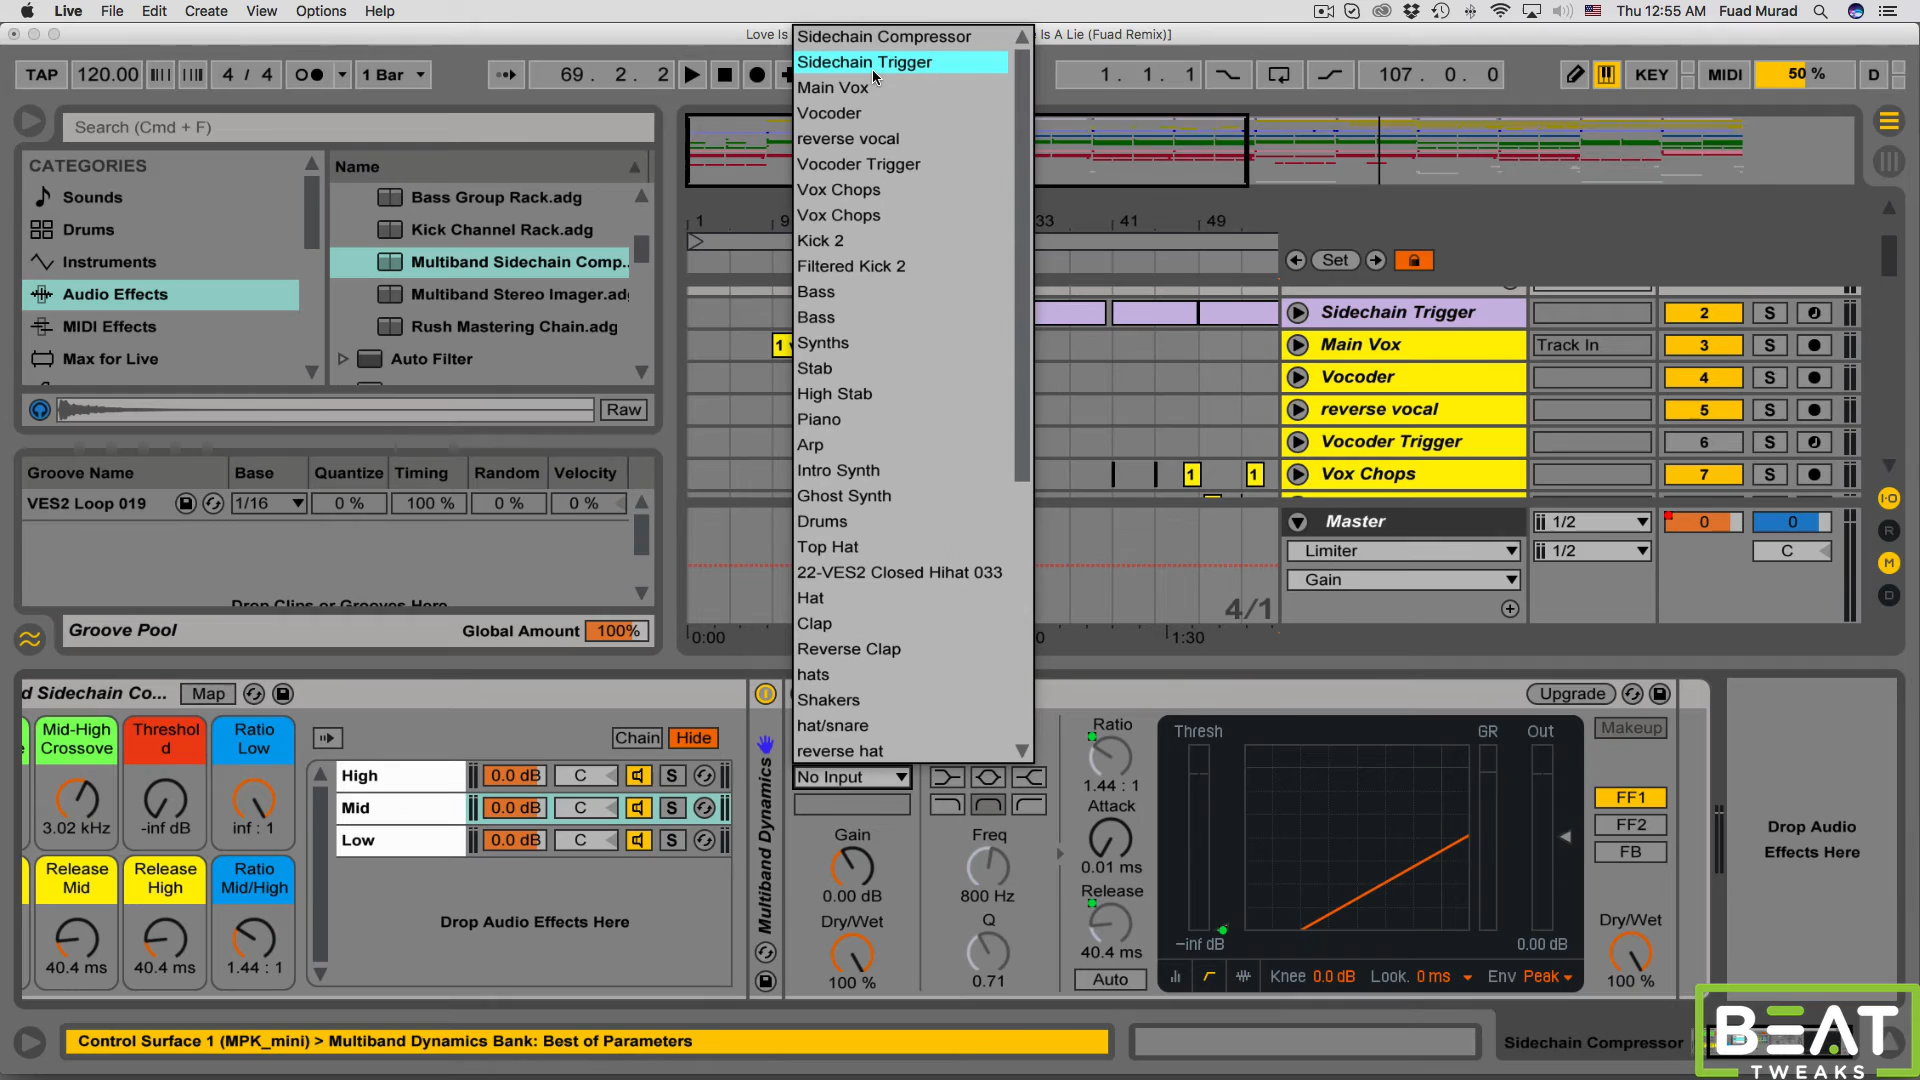 Live File Edit Create View Options Help
Thu 12:55 AM Fuad Murad
Love Is
Is A Lie (Fuad Remix)]
TAP 120.00 4 / 4 1 Bar
69 . 2 . 2
1 . 1 . 1
107 . 0 . 0
KEY MIDI 50 % D
Search (Cmd + F)
CATEGORIES
Sounds
Drums
Instruments
Audio Effects
MIDI Effects
Max for Live
Name
Bass Group Rack.adg
Kick Channel Rack.adg
Multiband Sidechain Comp..
Multiband Stereo Imager.adg
Rush Mastering Chain.adg
Auto Filter
Raw
Groove Name Base Quantize Timing Random Velocity
VES2 Loop 019 1/16 0 % 100 % 0 % 0 %
Drop Clips or Grooves Here
Groove Pool Global Amount 100%
Sidechain Compressor
Sidechain Trigger
Main Vox
Vocoder
reverse vocal
Vocoder Trigger
Vox Chops
Vox Chops
Kick 2
Filtered Kick 2
Bass
Bass
Synths
Stab
High Stab
Piano
Arp
Intro Synth
Ghost Synth
Drums
Top Hat
22-VES2 Closed Hihat 033
Hat
Clap
Reverse Clap
hats
Shakers
hat/snare
reverse hat
No Input
1 9 33 41 49
Set
Sidechain Trigger 2 S
Main Vox Track In 3 S
Vocoder 4 S
reverse vocal 5 S
Vocoder Trigger 6 S
Vox Chops 7 S
1 1 1
Master 1/2 0 0
Limiter 1/2 C
Gain
4/1
0:00 0 1:30
I·O
R
M
D
d Sidechain Co... Map
Mid-High Crossove Threshol d Ratio Low
3.02 kHz -inf dB inf : 1
Release Mid Release High Ratio Mid/High
40.4 ms 40.4 ms 1.44 : 1
Chain Hide
High 0.0 dB C S
Mid 0.0 dB C S
Low 0.0 dB C S
Drop Audio Effects Here
Multiband Dynamics
Gain
0.00 dB
Dry/Wet
100 %
Freq
800 Hz
Q
0.71
Ratio
1.44 : 1
Attack
0.01 ms
Release
40.4 ms
Auto
Upgrade
Thresh GR Out
-inf dB 0.00 dB
Knee 0.0 dB Look. 0 ms Env Peak
Makeup
FF1
FF2
FB
Dry/Wet
100 %
Drop Audio
Effects Here
Control Surface 1 (MPK_mini) > Multiband Dynamics Bank: Best of Parameters
Sidechain Compressor
BEAT
TWEAKS